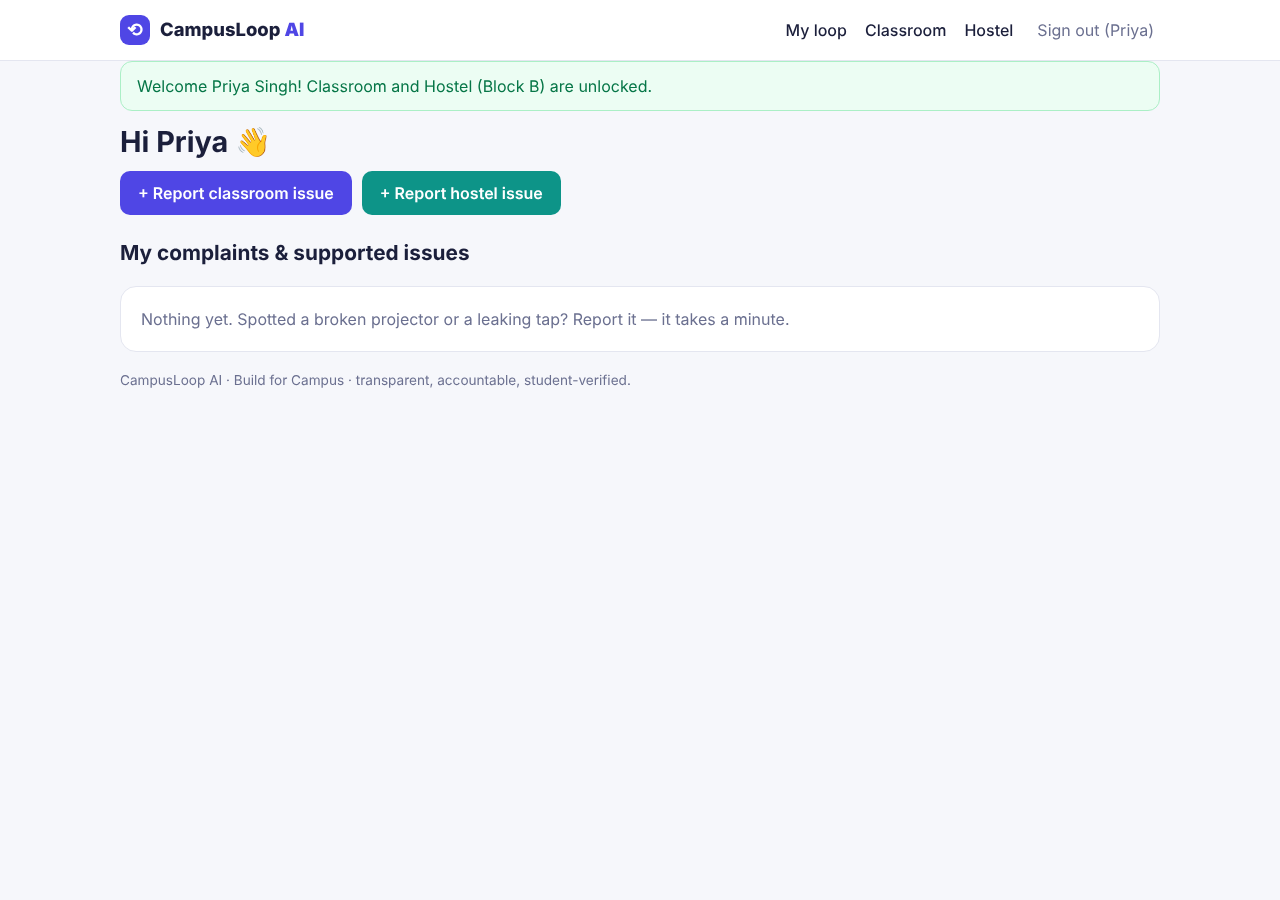 ⟲ CampusLoop AI
My loop Classroom Hostel Sign out (Priya)
Welcome Priya Singh! Classroom and Hostel (Block B) are unlocked.
Hi Priya 👋
+ Report classroom issue + Report hostel issue
My complaints & supported issues
Nothing yet. Spotted a broken projector or a leaking tap? Report it — it takes a minute.
CampusLoop AI · Build for Campus · transparent, accountable, student-verified.